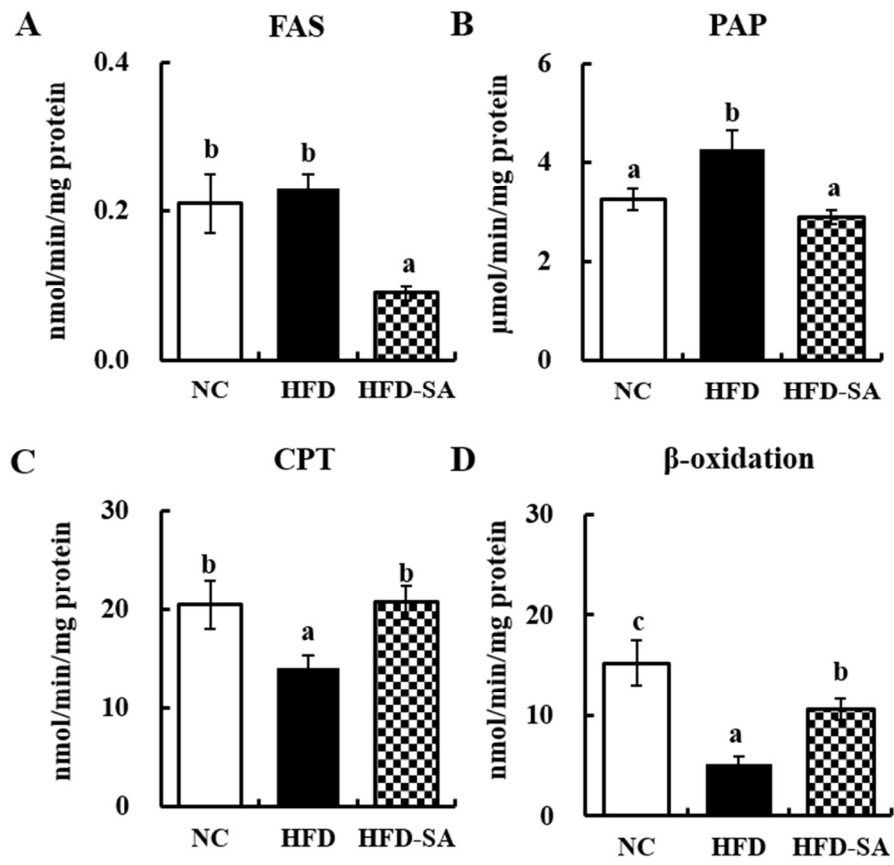 A
FAS
nmol/min/mg protein
0.4
0.2
0.0
b
b
a
NC
HFD
HFD-SA
B
PAP
μmol/min/mg protein
6
4
2
0
a
b
a
NC
HFD
HFD-SA
C
CPT
nmol/min/mg protein
30
20
10
0
b
a
b
NC
HFD
HFD-SA
D
β-oxidation
nmol/min/mg protein
30
20
10
0
c
a
b
NC
HFD
HFD-SA